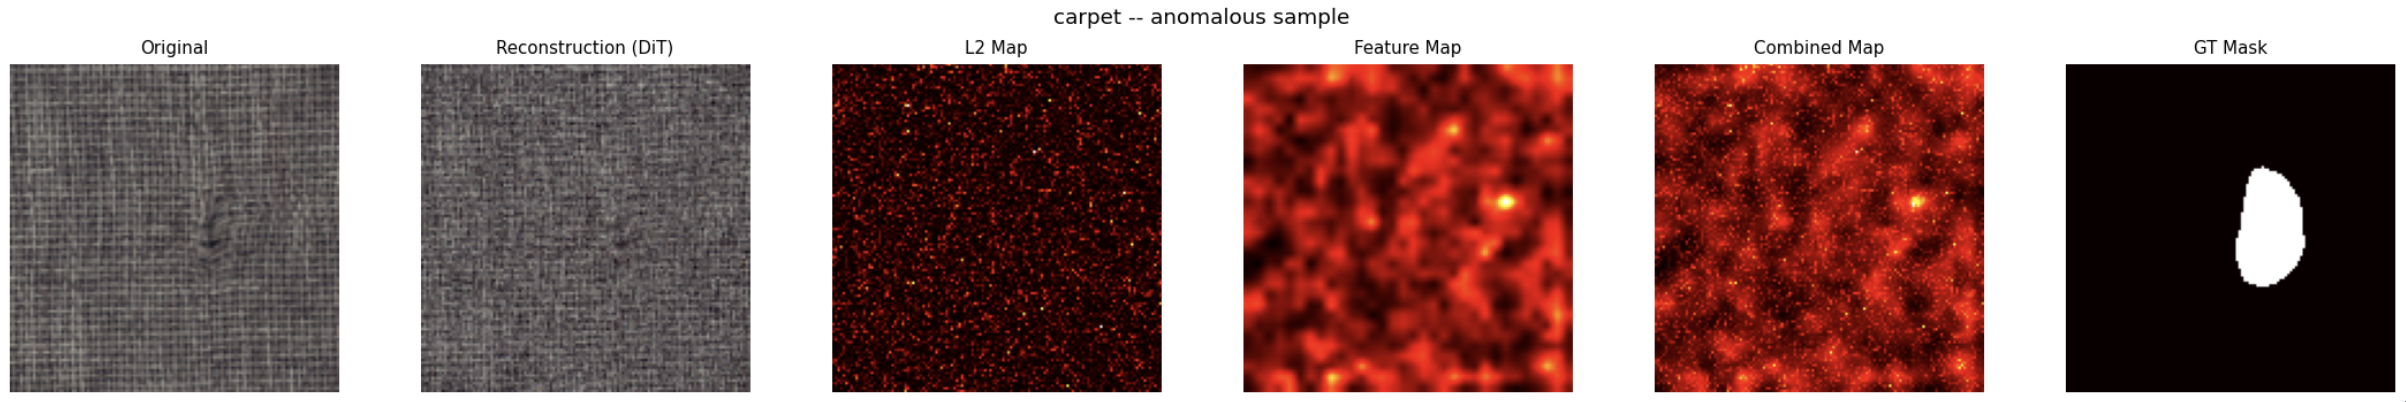 carpet -- anomalous sample
Original
Reconstruction (DiT)
L2 Map
Feature Map
Combined Map
GT Mask